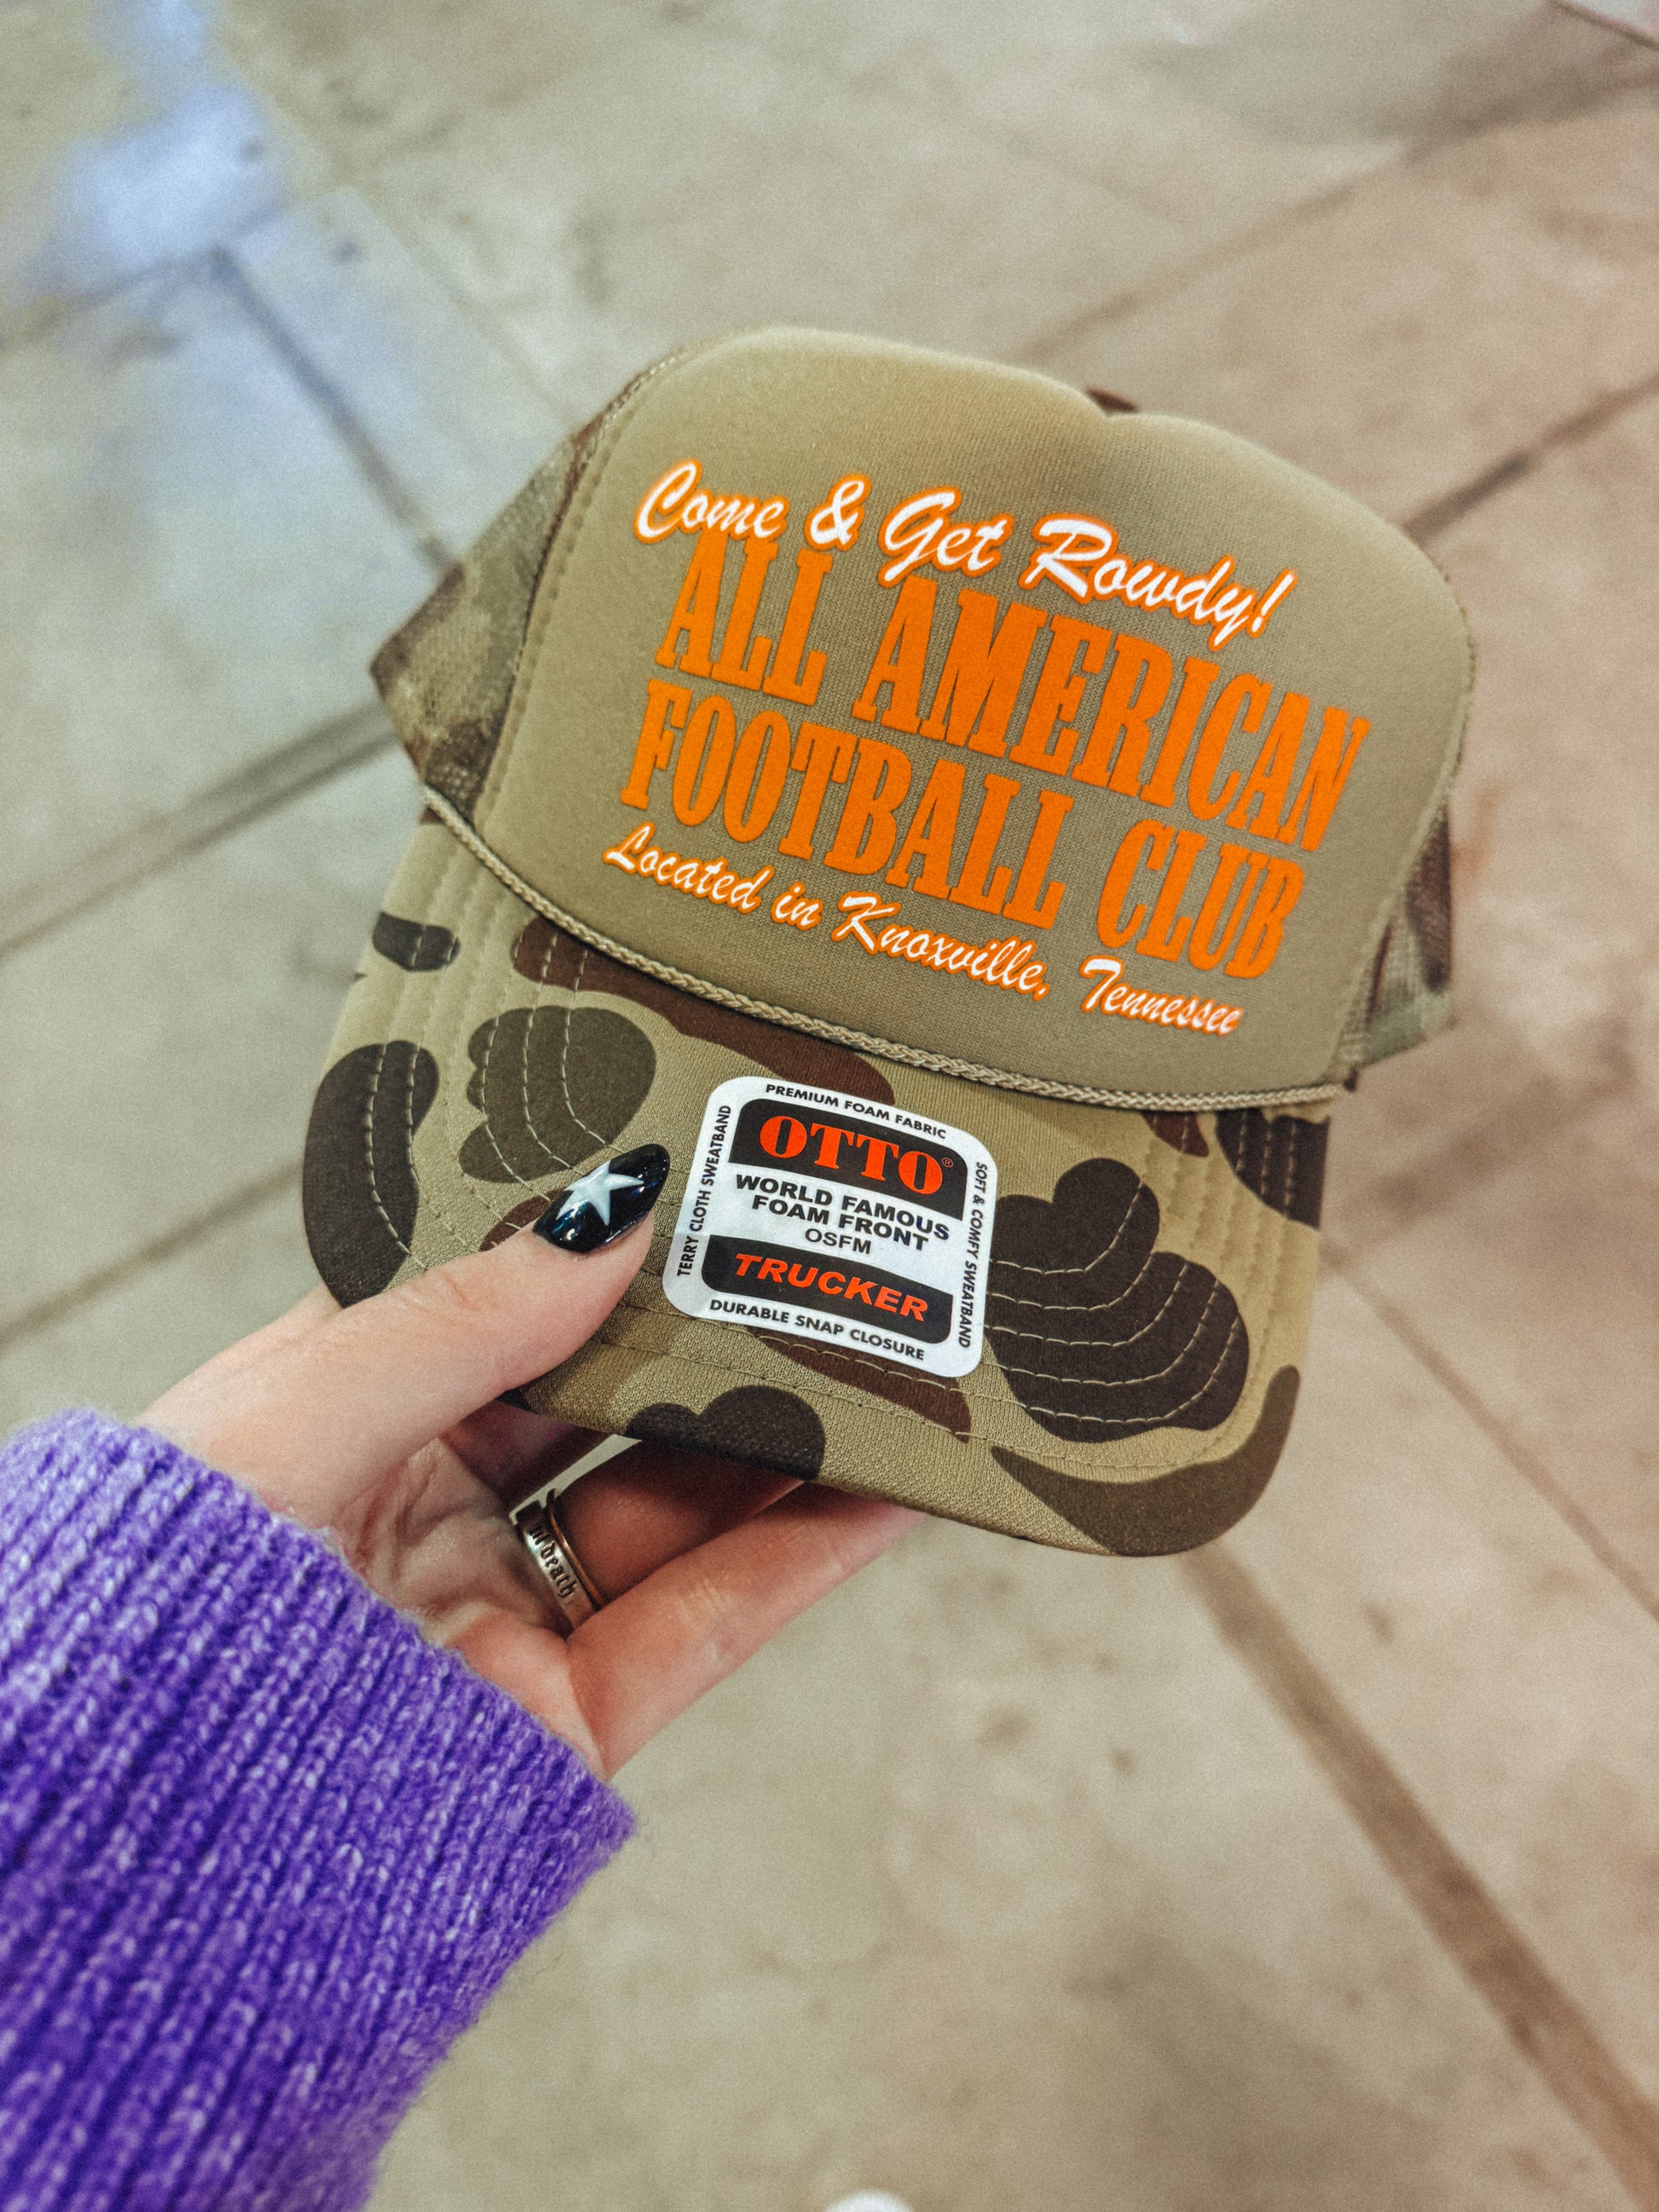 Come & Get Rowdy!
ALL AMERICAN
FOOTBALL CLUB
Located in Knoxville, Tennessee
PREMIUM FOAM FABRIC
TERRY CLOTH SWEATBAND
OTTO®
WORLD FAMOUS
FOAM FRONT
OSFM
TRUCKER
SOFT & COMFY SWEATBAND
DURABLE SNAP CLOSURE
death